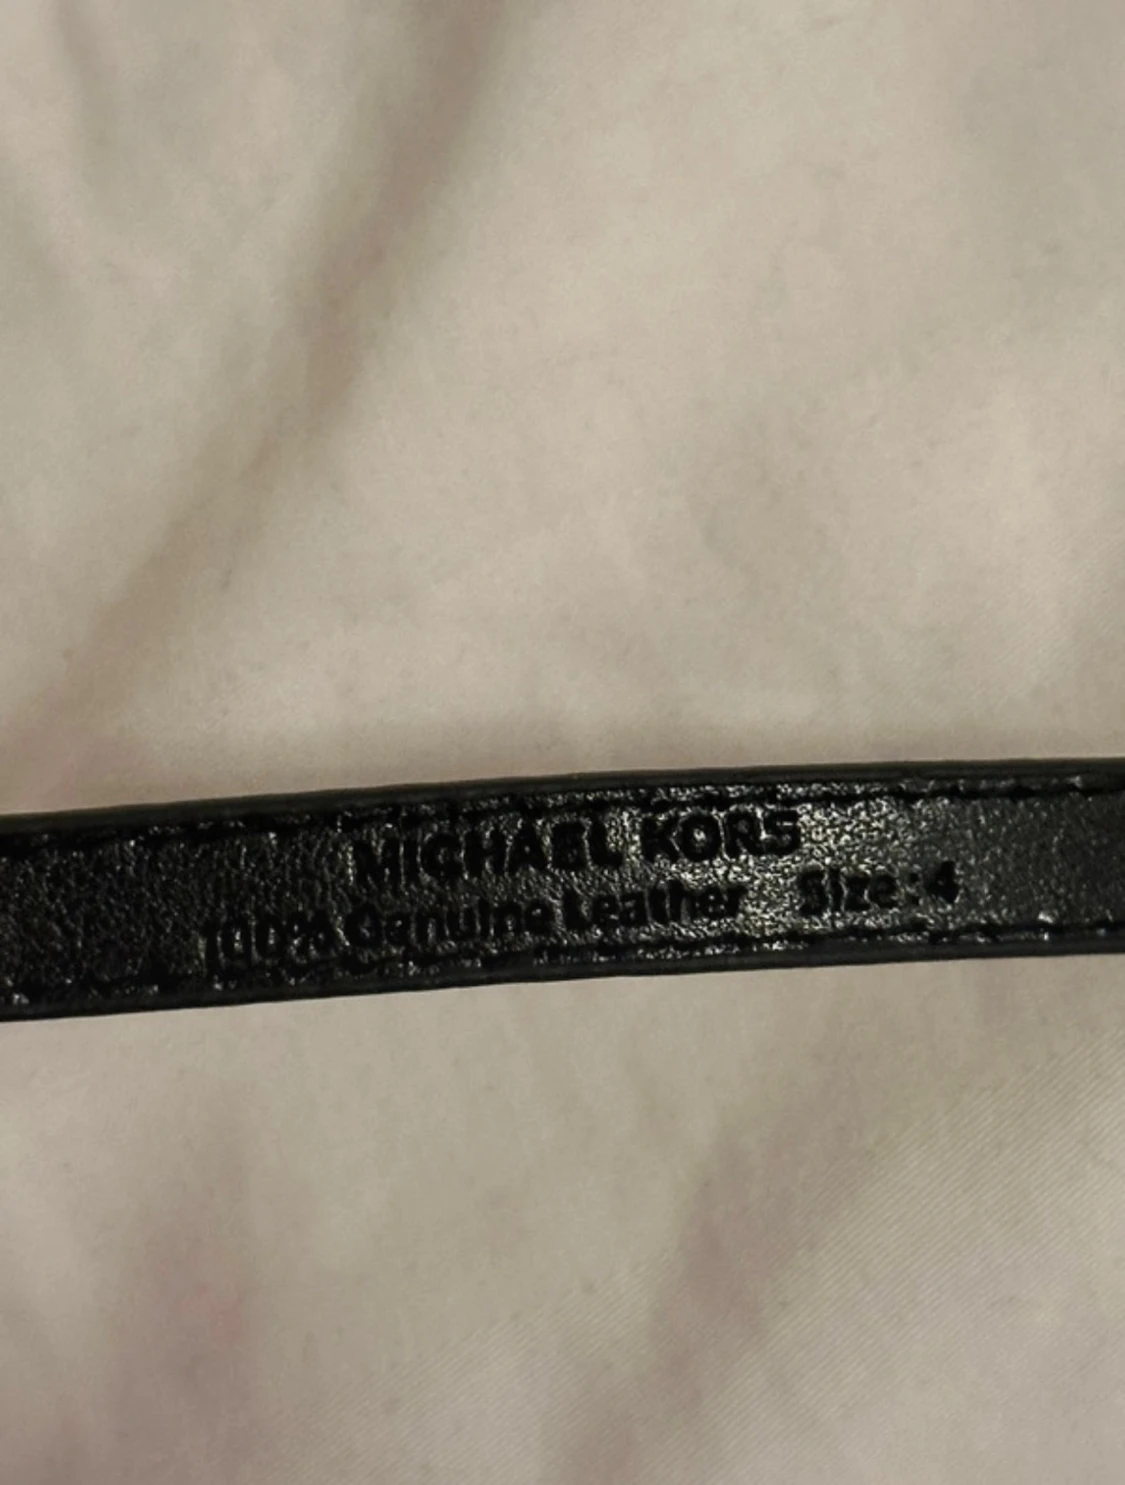 MICHAEL KORS
100% Genuine Leather Size:4